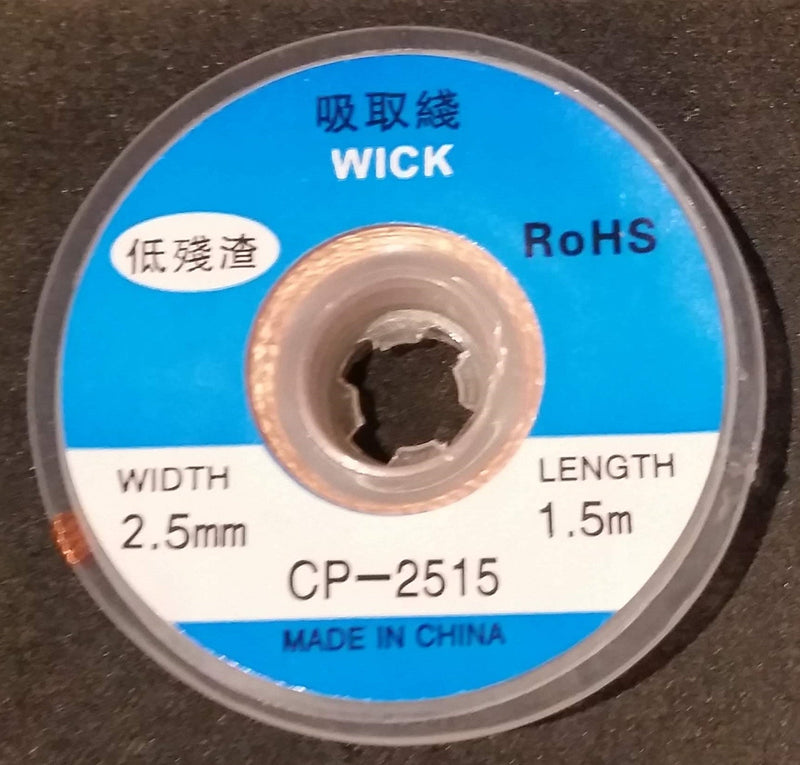 吸取綫
WICK
低殘渣
RoHS
WIDTH
2.5mm
LENGTH
1.5m
CP-2515
MADE IN CHINA